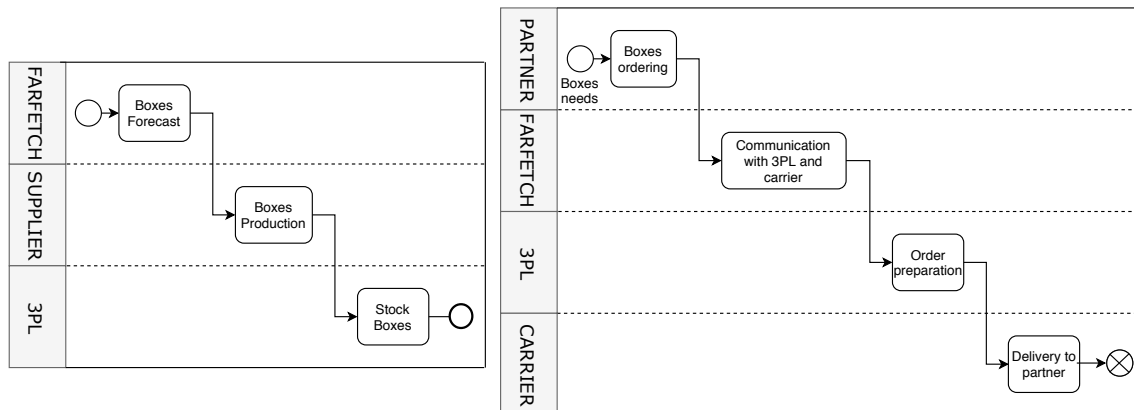 FARFETCH
Boxes
Forecast
SUPPLIER
Boxes
Production
3PL
Stock
Boxes
PARTNER
Boxes
needs
Boxes
ordering
FARFETCH
Communication
with 3PL and
carrier
3PL
Order
preparation
CARRIER
Delivery to
partner